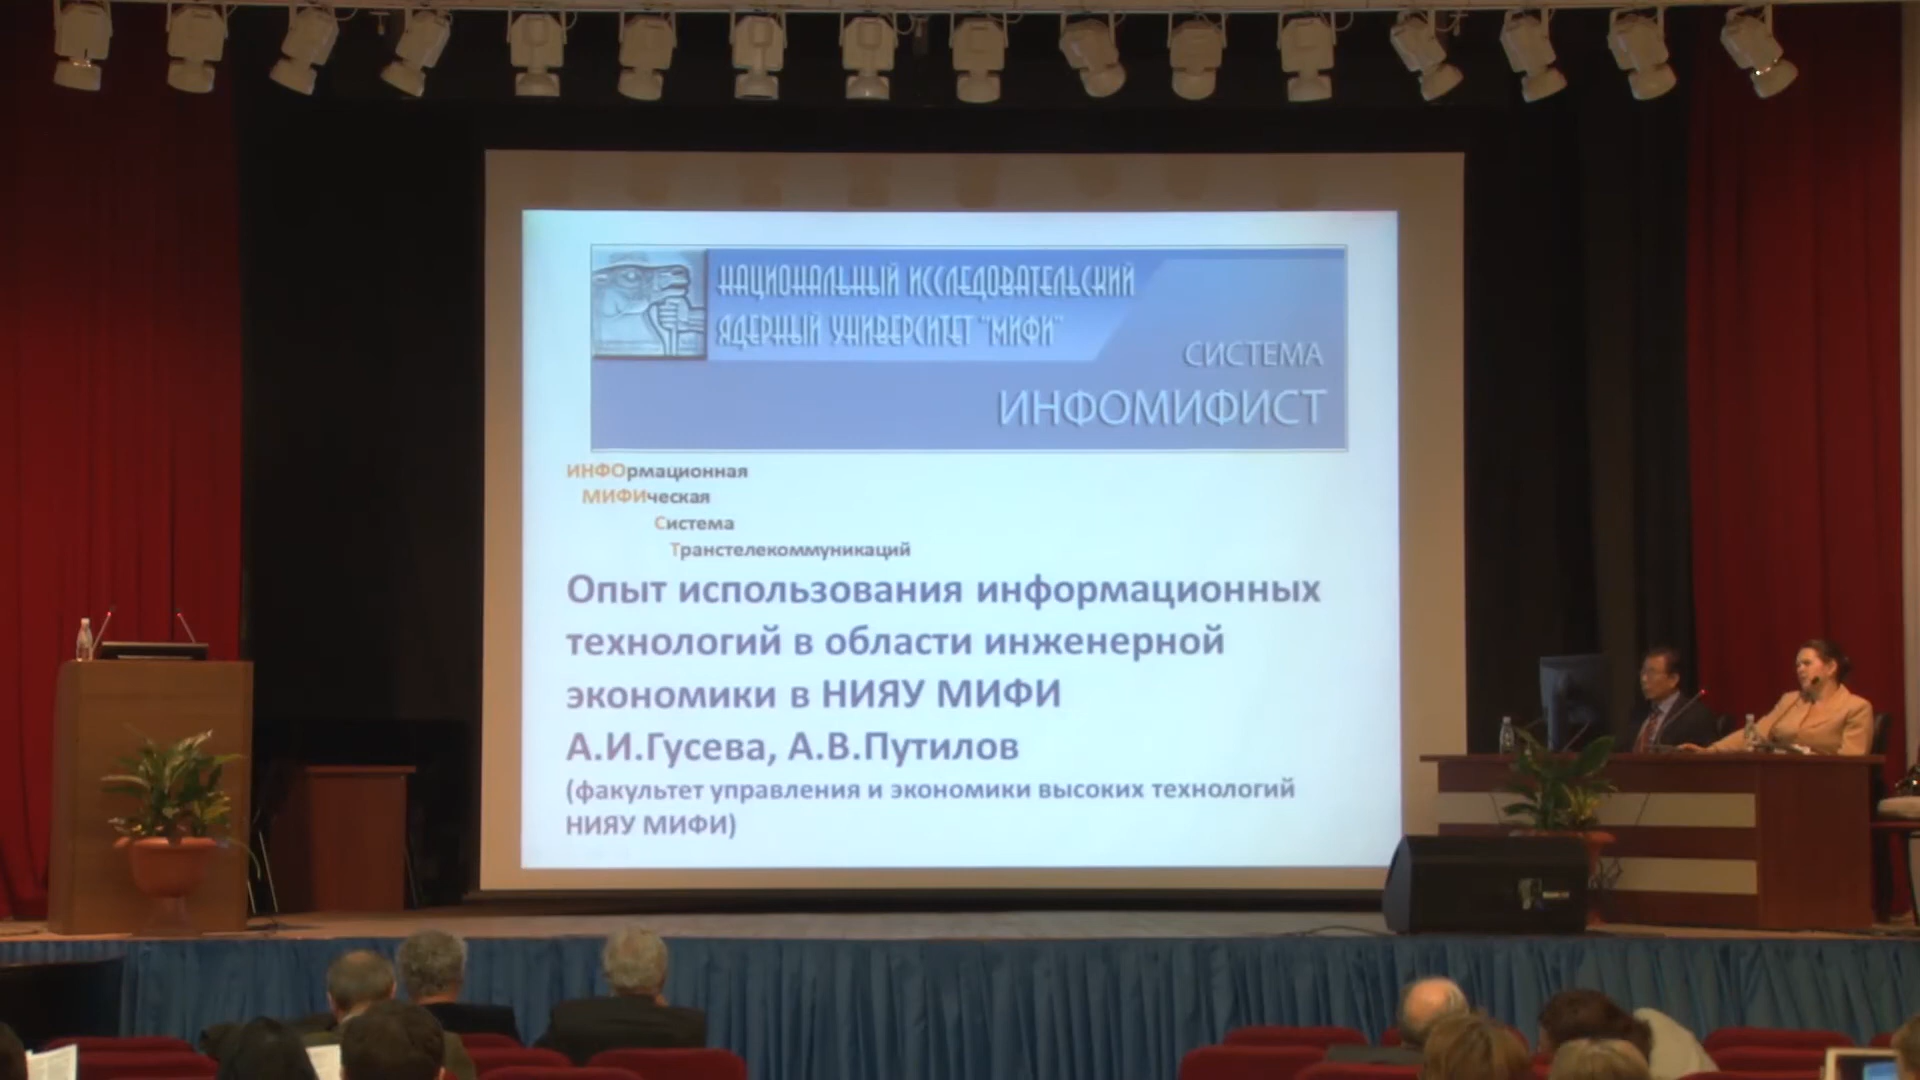 НАЦИОНАЛЬНЫЙ ИССЛЕДОВАТЕЛЬСКИЙ
ЯДЕРНЫЙ УНИВЕРСИТЕТ "МИФИ"
СИСТЕМА
ИНФОМИФИСТ
ИНФОрмационная
МИФИческая
Система
Транстелекоммуникаций
Опыт использования информационных
технологий в области инженерной
экономики в НИЯУ МИФИ
А.И.Гусева, А.В.Путилов
(факультет управления и экономики высоких технологий
НИЯУ МИФИ)